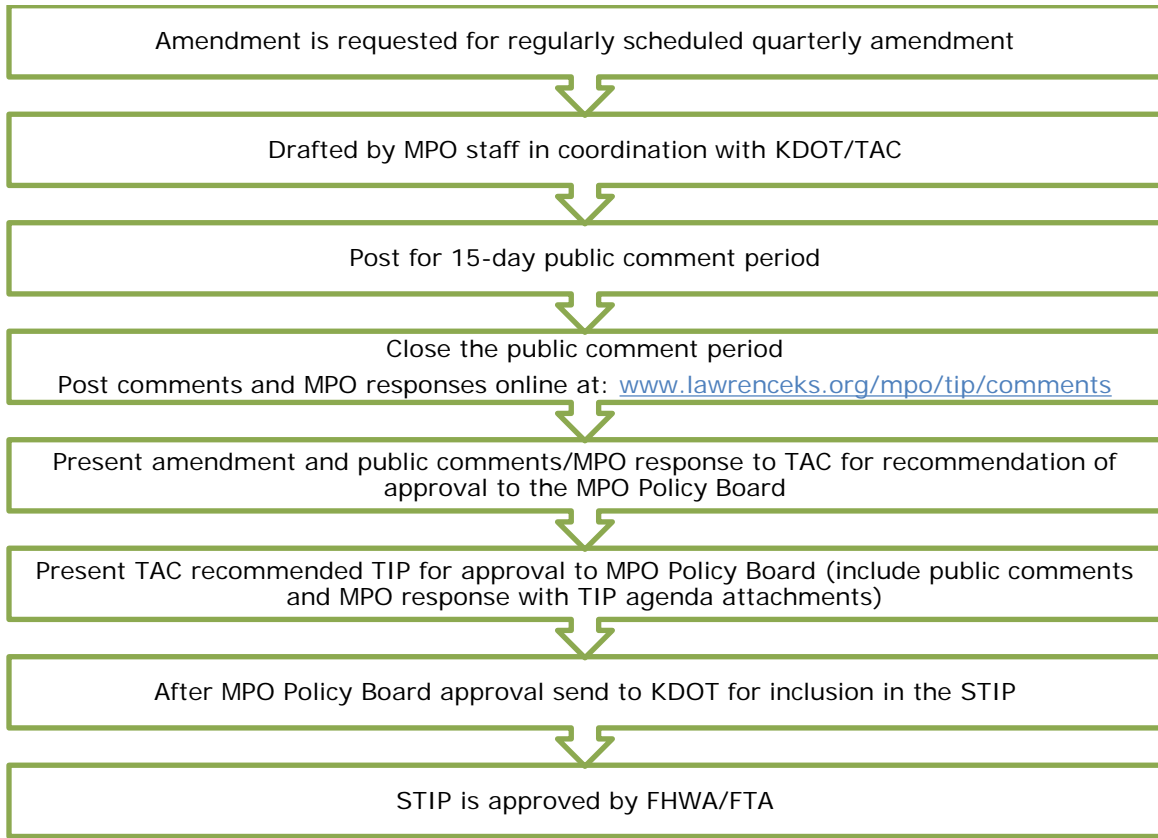 Amendment is requested for regularly scheduled quarterly amendment
Drafted by MPO staff in coordination with KDOT/TAC
Post for 15-day public comment period
Close the public comment period
Post comments and MPO responses online at: www.lawrenceks.org/mpo/tip/comments
Present amendment and public comments/MPO response to TAC for recommendation of
approval to the MPO Policy Board
Present TAC recommended TIP for approval to MPO Policy Board (include public comments
and MPO response with TIP agenda attachments)
After MPO Policy Board approval send to KDOT for inclusion in the STIP
STIP is approved by FHWA/FTA